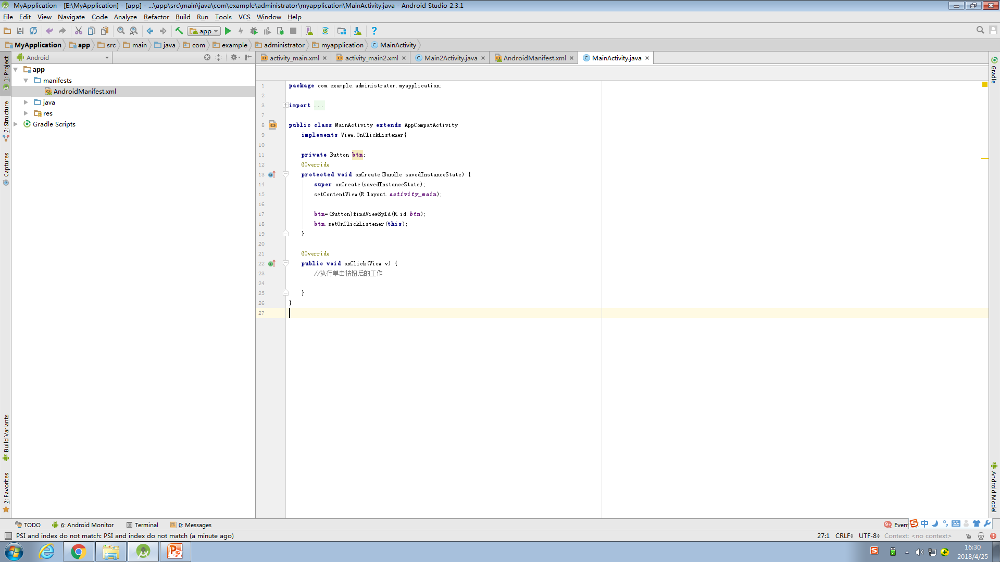 MyApplication - [E:\MyApplication] - [app] - ...\app\src\main\java\com\example\administrator\myapplication\MainActivity.java - Android Studio 2.3.1
File Edit View Navigate Code Analyze Refactor Build Run Tools VCS Window Help
app
MyApplication app src main java com example administrator myapplication MainActivity
Android
activity_main.xml activity_main2.xml Main2Activity.java AndroidManifest.xml MainActivity.java
1: Project
7: Structure
Captures
Build Variants
2: Favorites
app
manifests
AndroidManifest.xml
java
res
Gradle Scripts
1 package com.example.administrator.myapplication;
2
3 import ...
7
8 public class MainActivity extends AppCompatActivity
9 implements View.OnClickListener{
10
11 private Button btn;
12 @Override
13 protected void onCreate(Bundle savedInstanceState) {
14 super.onCreate(savedInstanceState);
15 setContentView(R.layout.activity_main);
16
17 btn=(Button)findViewById(R.id.btn);
18 btn.setOnClickListener(this);
19 }
20
21 @Override
22 public void onClick(View v) {
23 //执行单击按钮后的工作
24
25 }
26 }
27
Gradle
Android Model
TODO 6: Android Monitor Terminal 0: Messages
9+ Event
中
PSI and index do not match: PSI and index do not match (a minute ago)
27:1 CRLF UTF-8 Context: <no context>
16:30
2018/4/25